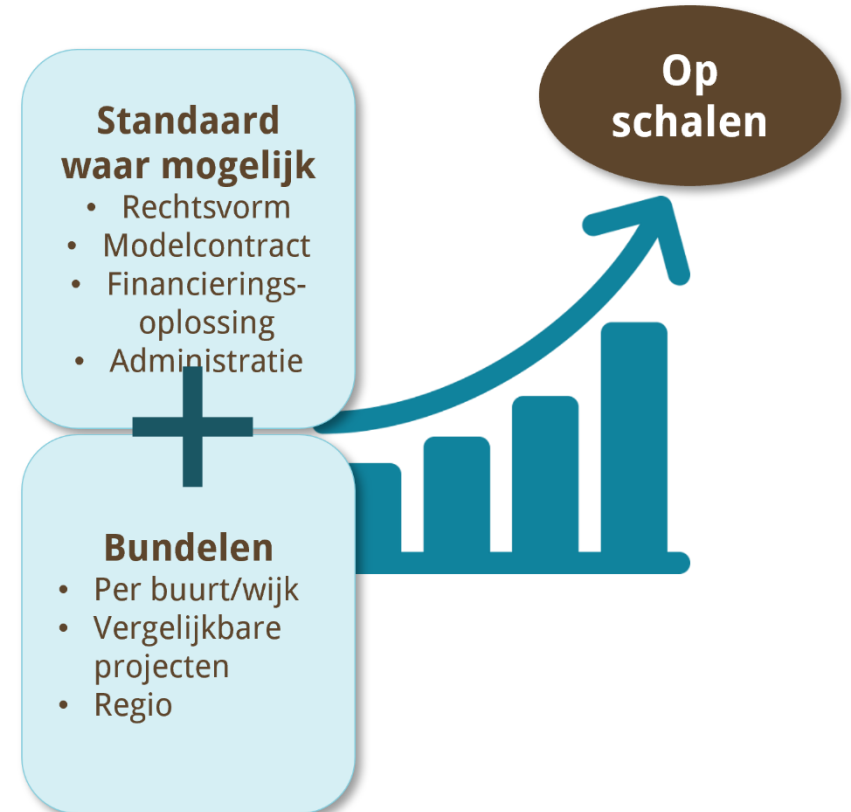 Op
schalen
Standaard
waar mogelijk
• Rechtsvorm
• Modelcontract
• Financierings-
oplossing
• Administratie
Bundelen
• Per buurt/wijk
• Vergelijkbare
projecten
• Regio